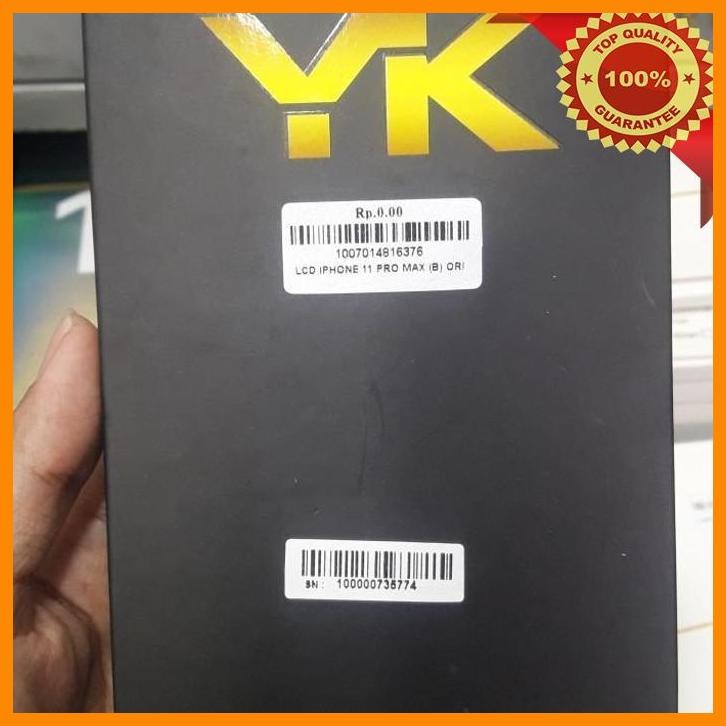 YK
TOP QUALITY
100%
GUARANTEE
Rp.0.00
1007014816376
LCD IPHONE 11 PRO MAX (B) ORI
SN : 100000735774